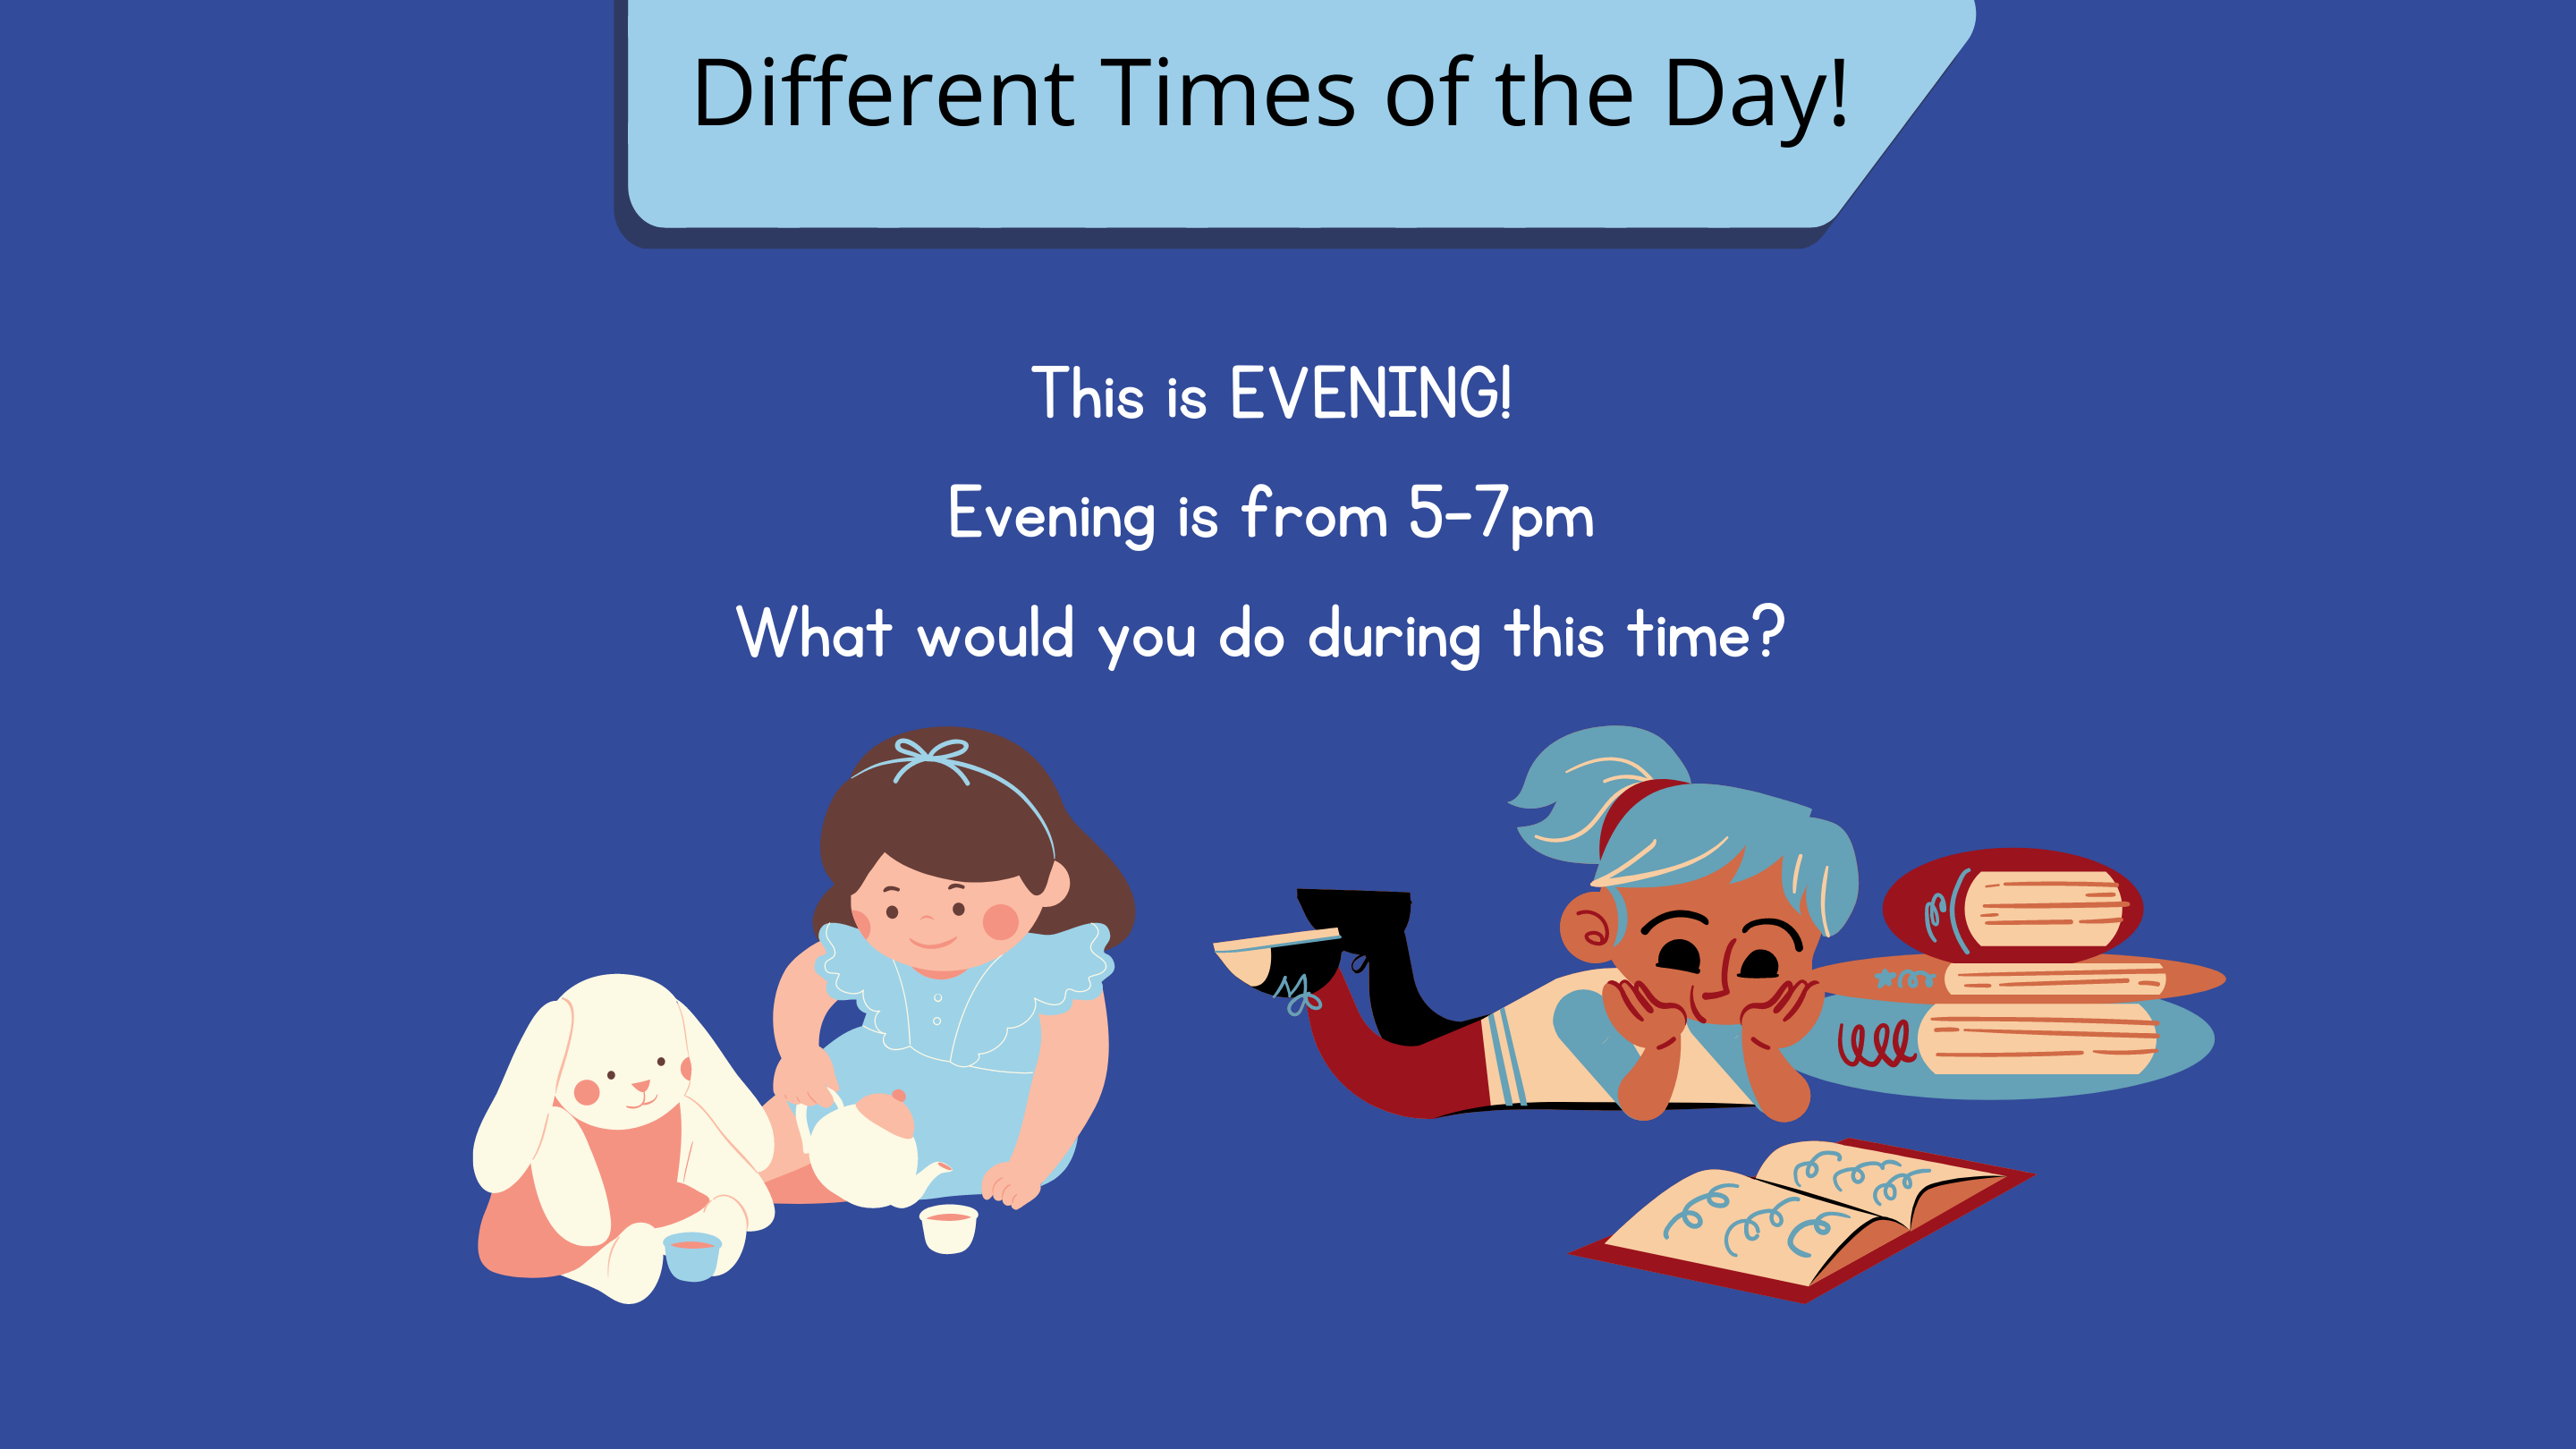 Different Times of the Day!
This is EVENING!
Evening is from 5-7pm
What would you do during this time?